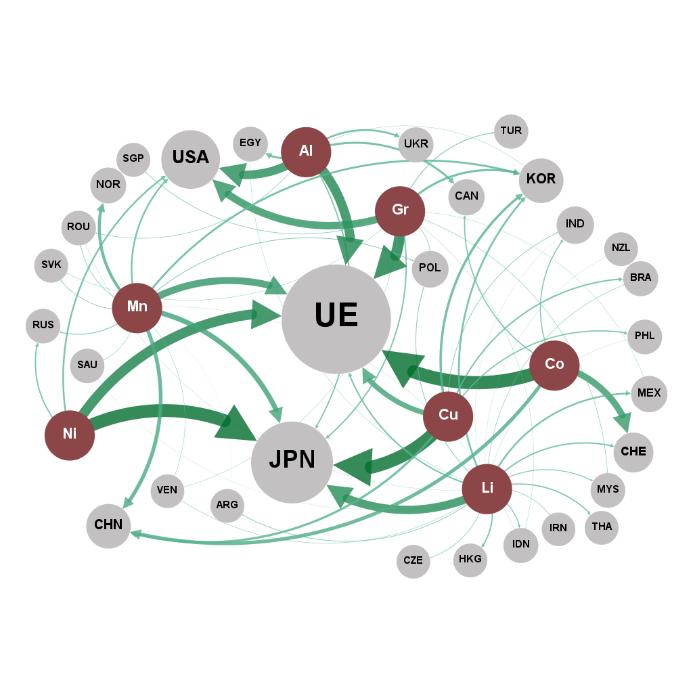 TUR
EGY
Al
UKR
USA
SGP
NOR
KOR
CAN
Gr
ROU
IND
NZL
SVK
POL
BRA
Mn
UE
RUS
PHL
SAU
Co
MEX
Cu
Ni
JPN
CHE
Li
VEN
MYS
ARG
CHN
THA
IRN
IDN
CZE
HKG